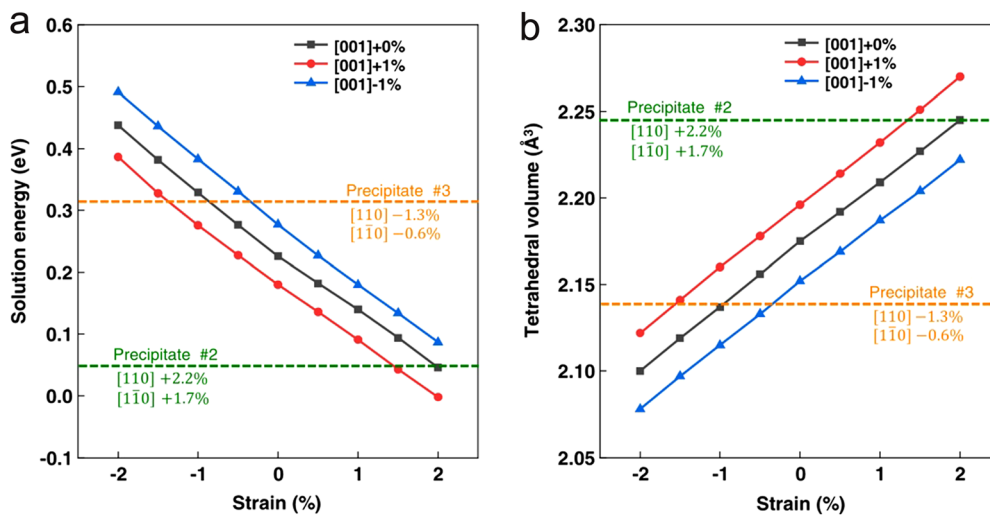 a
0.6
0.5
0.4
0.3
0.2
0.1
0.0
-0.1
Solution energy (eV)
[001]+0%
[001]+1%
[001]-1%
Precipitate #3
[110] −1.3%
[11̄0] −0.6%
Precipitate #2
[110] +2.2%
[11̄0] +1.7%
-2 -1 0 1 2
Strain (%)
b
2.30
2.25
2.20
2.15
2.10
2.05
Tetrahedral volume (Å³)
[001]+0%
[001]+1%
[001]-1%
Precipitate #2
[110] +2.2%
[11̄0] +1.7%
Precipitate #3
[110] −1.3%
[11̄0] −0.6%
-2 -1 0 1 2
Strain (%)